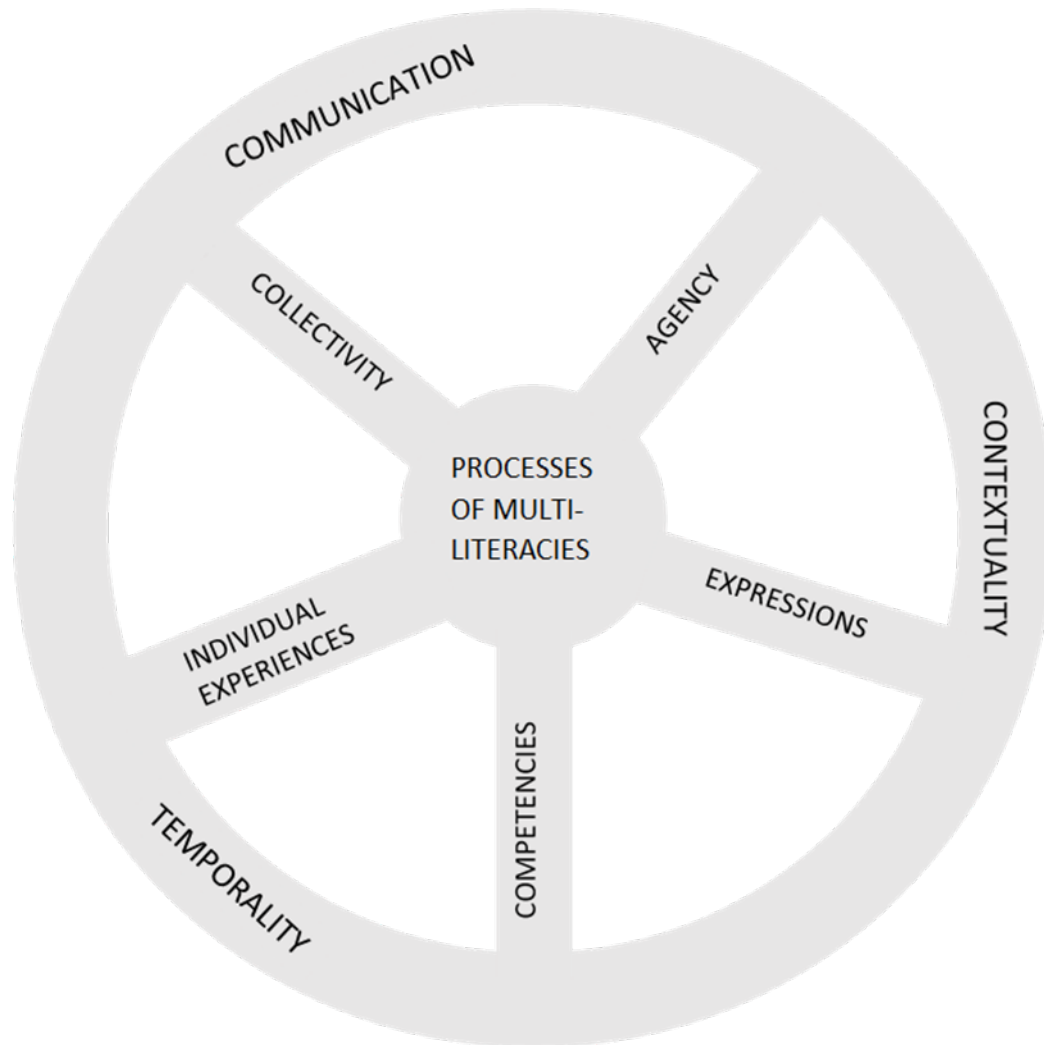 COMMUNICATION
COLLECTIVITY
AGENCY
CONTEXTUALITY
PROCESSES
OF MULTI-
LITERACIES
EXPRESSIONS
INDIVIDUAL
EXPERIENCES
COMPETENCIES
TEMPORALITY